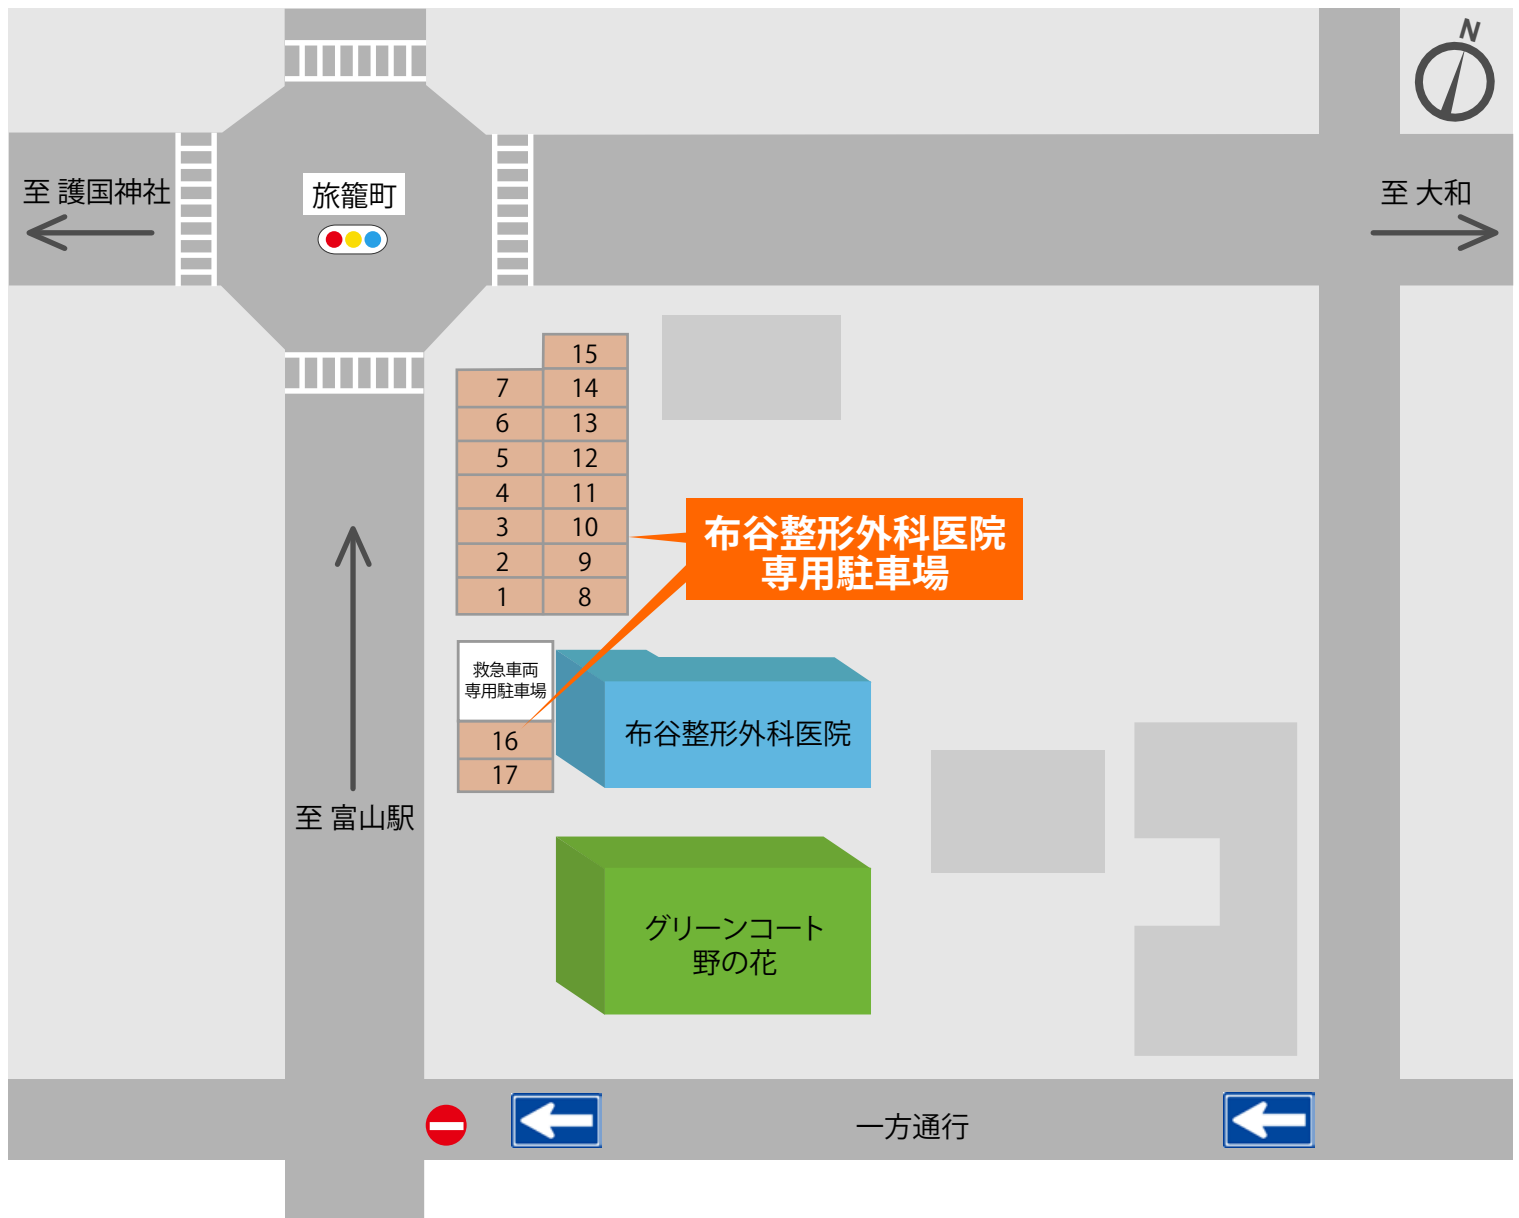 N
至 護国神社
旅籠町
至 大和
15
7
14
6
13
5
12
4
11
3
10
2
9
1
8
布谷整形外科医院
専用駐車場
救急車両
専用駐車場
16
17
布谷整形外科医院
至 富山駅
グリーンコート
野の花
一方通行